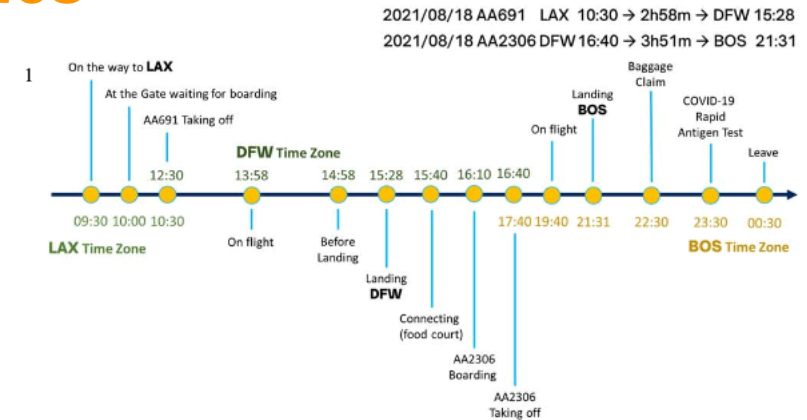 2021/08/18 AA691 LAX 10:30 → 2h58m → DFW 15:28
2021/08/18 AA2306 DFW 16:40 → 3h51m → BOS 21:31
1
On the way to LAX
At the Gate waiting for boarding
AA691 Taking off
DFW Time Zone
On flight
Landing
BOS
Baggage
Claim
COVID-19
Rapid
Antigen Test
Leave
12:30 13:58 14:58 15:28 15:40 16:10 16:40
09:30 10:00 10:30
17:40 19:40 21:31 22:30 23:30 00:30
LAX Time Zone
BOS Time Zone
On flight
Before
Landing
Landing
DFW
Connecting
(food court)
AA2306
Boarding
AA2306
Taking off